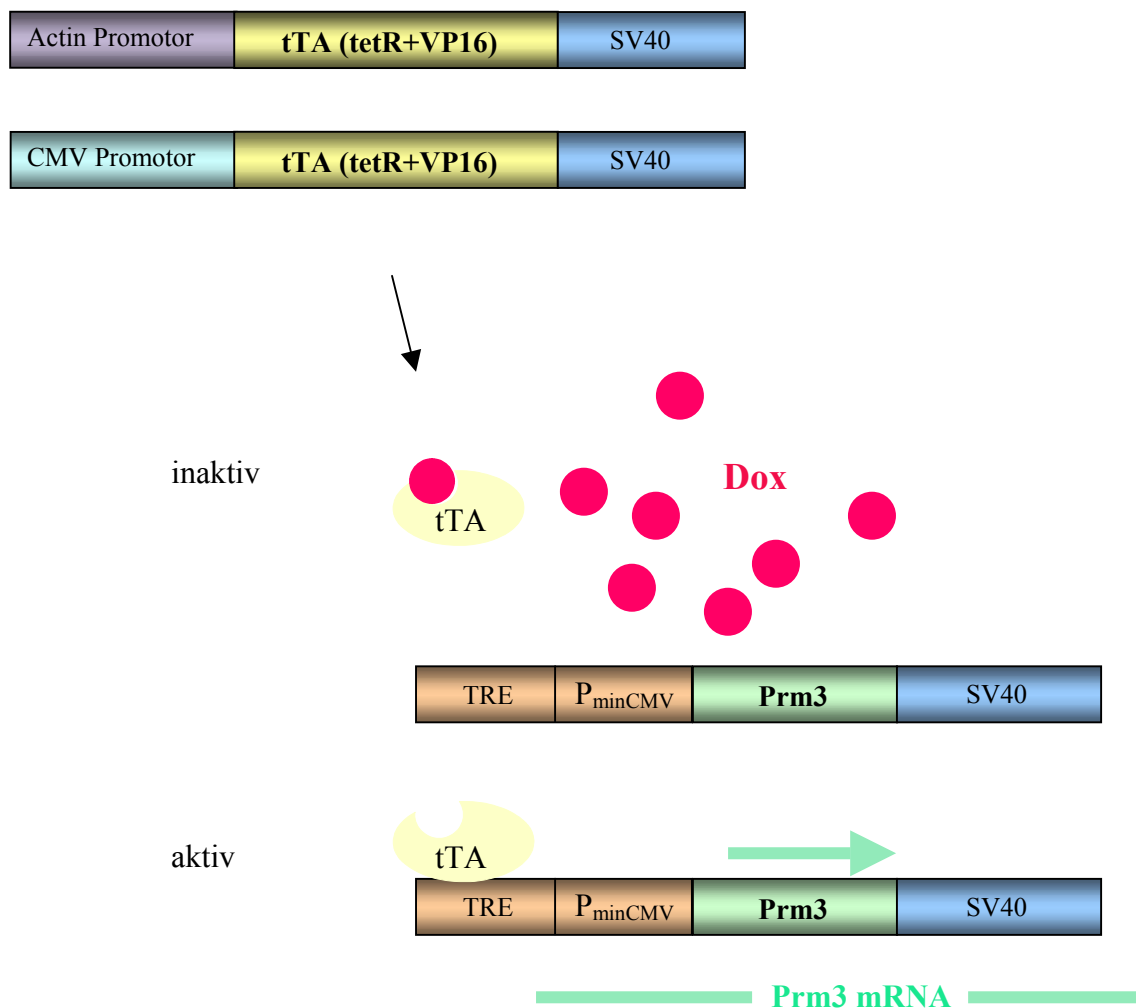 Actin Promotor tTA (tetR+VP16) SV40
CMV Promotor tTA (tetR+VP16) SV40
inaktiv
Dox
tTA
TRE PminCMV Prm3 SV40
aktiv
tTA
TRE PminCMV Prm3 SV40
Prm3 mRNA